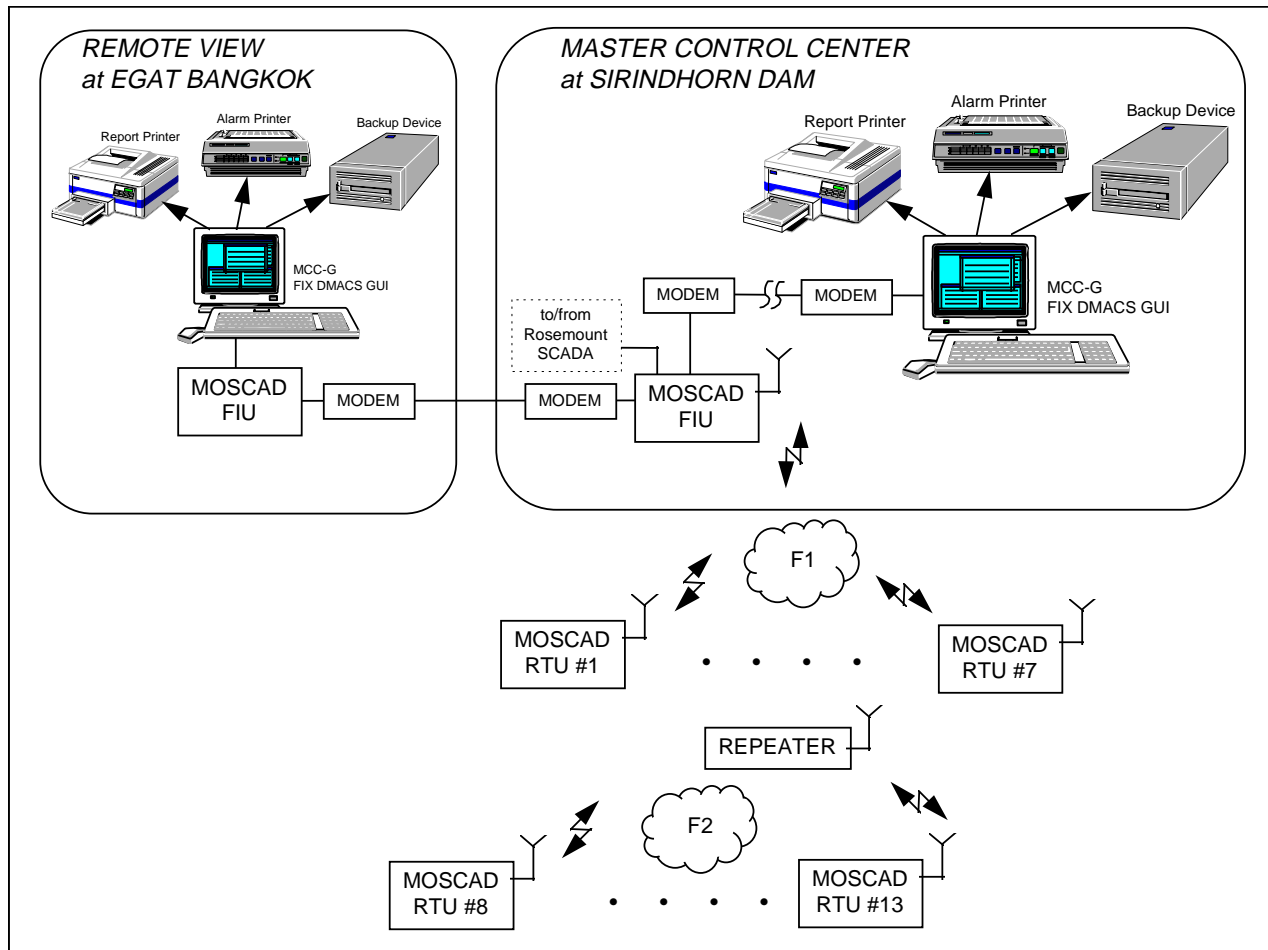 REMOTE VIEW
at EGAT BANGKOK
Report Printer
Alarm Printer
Backup Device
MCC-G
FIX DMACS GUI
MOSCAD
FIU
MODEM
MASTER CONTROL CENTER
at SIRINDHORN DAM
Report Printer
Alarm Printer
Backup Device
MCC-G
FIX DMACS GUI
MODEM
MODEM
to/from
Rosemount
SCADA
MODEM
MOSCAD
FIU
F1
MOSCAD
RTU #1
MOSCAD
RTU #7
REPEATER
F2
MOSCAD
RTU #8
MOSCAD
RTU #13